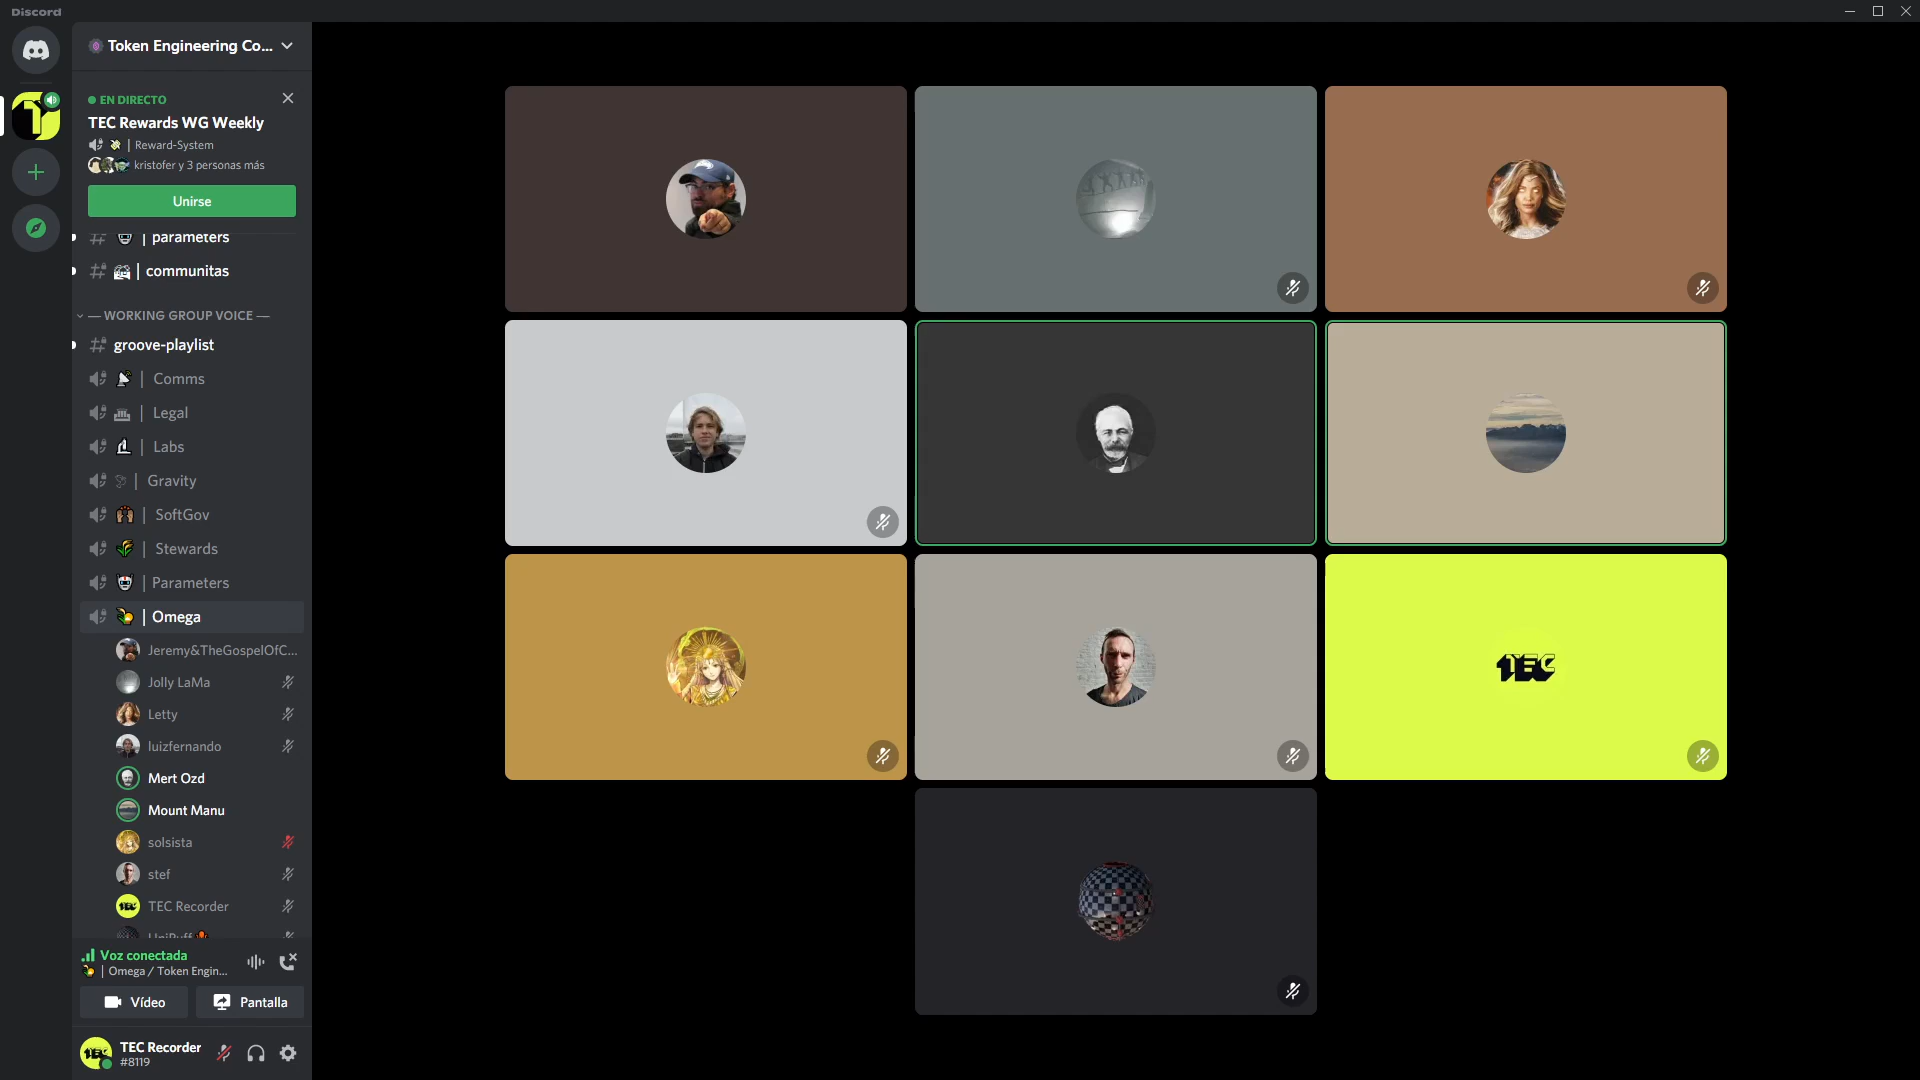 Discord
Token Engineering Co...
EN DIRECTO
TEC Rewards WG Weekly
| Reward-System
kristofer y 3 personas más
Unirse
| parameters
| communitas
— WORKING GROUP VOICE —
groove-playlist
| Comms
| Legal
| Labs
| Gravity
| SoftGov
| Stewards
| Parameters
| Omega
Jeremy&TheGospelOfC...
Jolly LaMa
Letty
luizfernando
Mert Ozd
Mount Manu
solsista
stef
TEC Recorder
Voz conectada
| Omega / Token Engin...
Vídeo
Pantalla
TEC Recorder
#8119
TEC